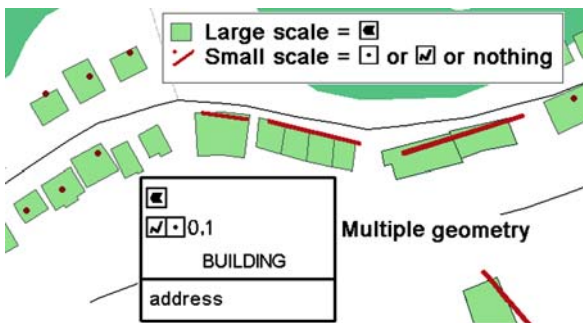 Large scale =
Small scale = or or nothing
0.1
Multiple geometry
BUILDING
address